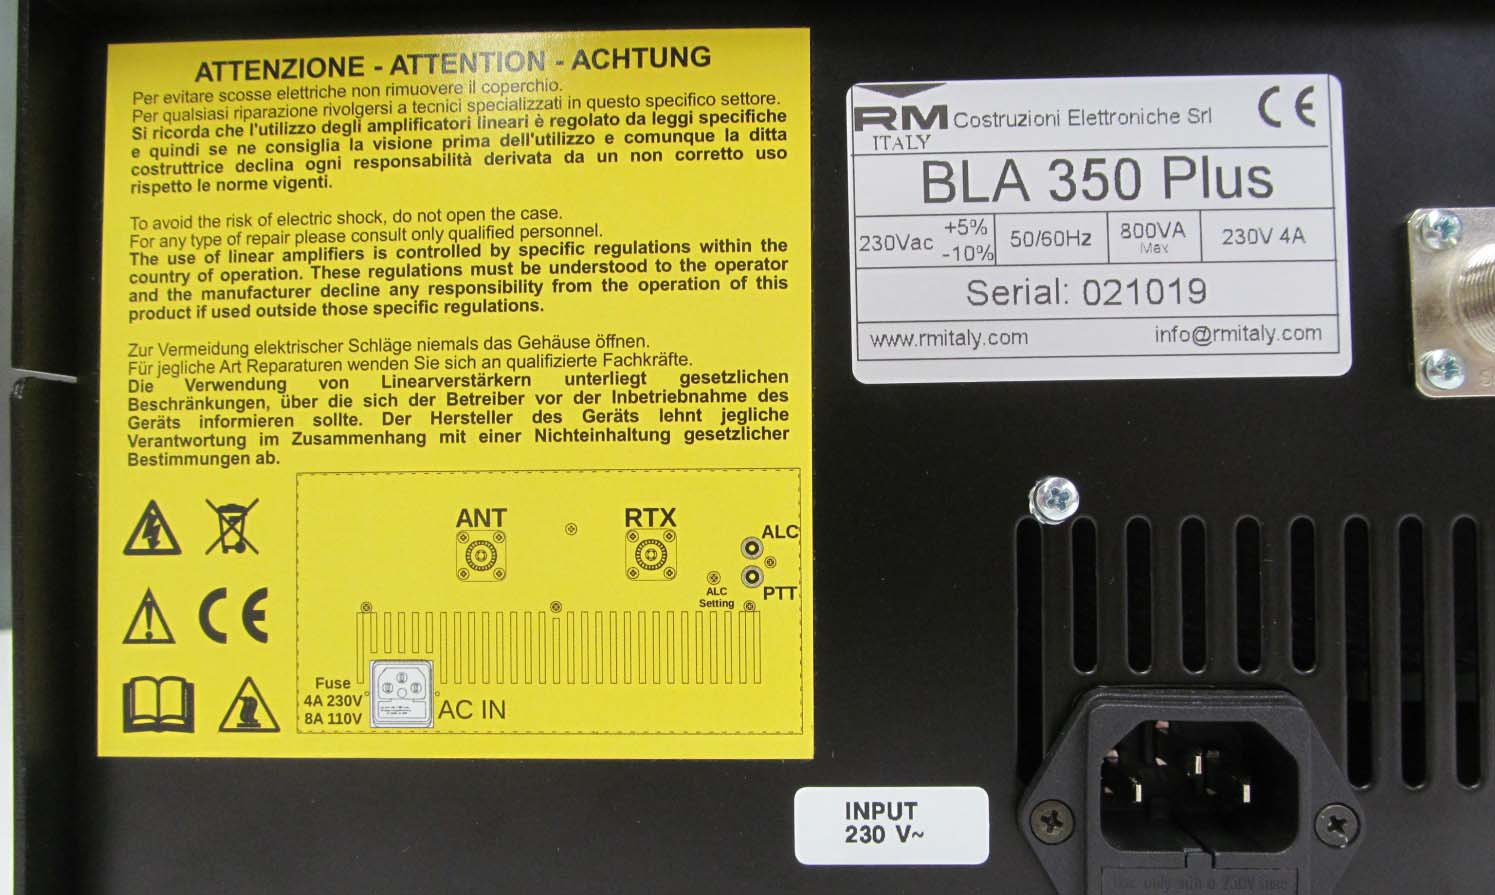 ATTENZIONE - ATTENTION - ACHTUNG
Per evitare scosse elettriche non rimuovere il coperchio.
Per qualsiasi riparazione rivolgersi a tecnici specializzati in questo specifico settore.
Si ricorda che l'utilizzo degli amplificatori lineari è regolato da leggi specifiche
e quindi se ne consiglia la visione prima dell'utilizzo e comunque la ditta
costruttrice declina ogni responsabilità derivata da un non corretto uso
rispetto le norme vigenti.
To avoid the risk of electric shock, do not open the case.
For any type of repair please consult only qualified personnel.
The use of linear amplifiers is controlled by specific regulations within the
country of operation. These regulations must be understood to the operator
and the manufacturer decline any responsibility from the operation of this
product if used outside those specific regulations.
Zur Vermeidung elektrischer Schläge niemals das Gehäuse öffnen.
Für jegliche Art Reparaturen wenden Sie sich an qualifizierte Fachkräfte.
Die Verwendung von Linearverstärkern unterliegt gesetzlichen
Beschränkungen, über die sich der Betreiber vor der Inbetriebnahme des
Geräts informieren sollte. Der Hersteller des Geräts lehnt jegliche
Verantwortung im Zusammenhang mit einer Nichteinhaltung gesetzlicher
Bestimmungen ab.
ANT
RTX
ALC
PTT
ALC
Setting
CE
Fuse
4A 230V
8A 110V
AC IN
RM Costruzioni Elettroniche Srl CE
ITALY
BLA 350 Plus
230Vac +5% -10% 50/60Hz 800VA Max 230V 4A
Serial: 021019
www.rmitaly.com info@rmitaly.com
INPUT
230 V~
Use only with a 250V fuse